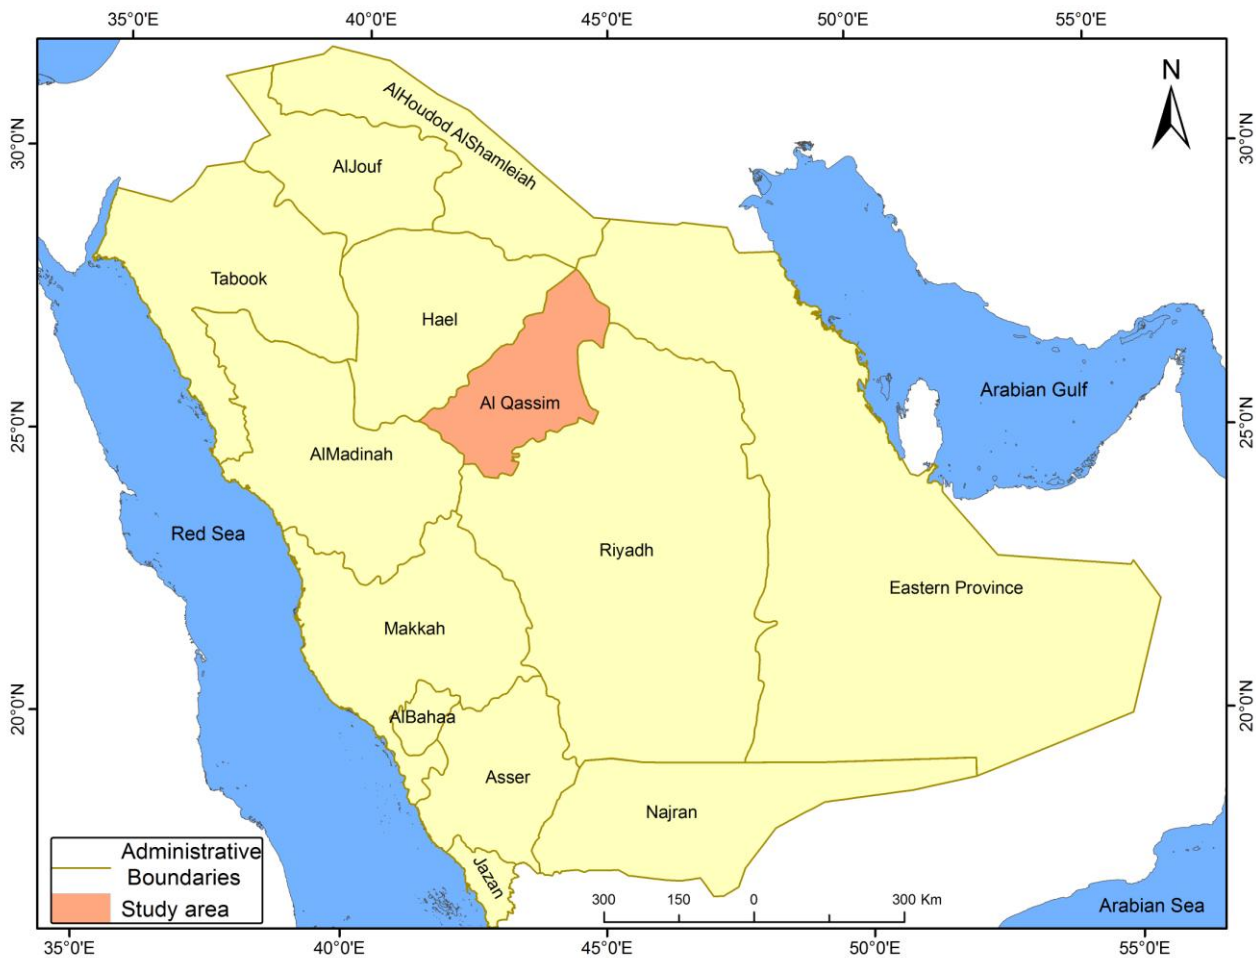 35°0'E 40°0'E 45°0'E 50°0'E 55°0'E
N
30°0'N
30°0'N
AlHoudod AlShamleiah
AlJouf
Tabook
Hael
Al Qassim
Arabian Gulf
25°0'N
25°0'N
AlMadinah
Red Sea
Riyadh
Eastern Province
Makkah
20°0'N
20°0'N
AlBahaa
Asser
Najran
Jazan
Administrative
Boundaries
Study area
300 150 0 300 Km
Arabian Sea
35°0'E 40°0'E 45°0'E 50°0'E 55°0'E